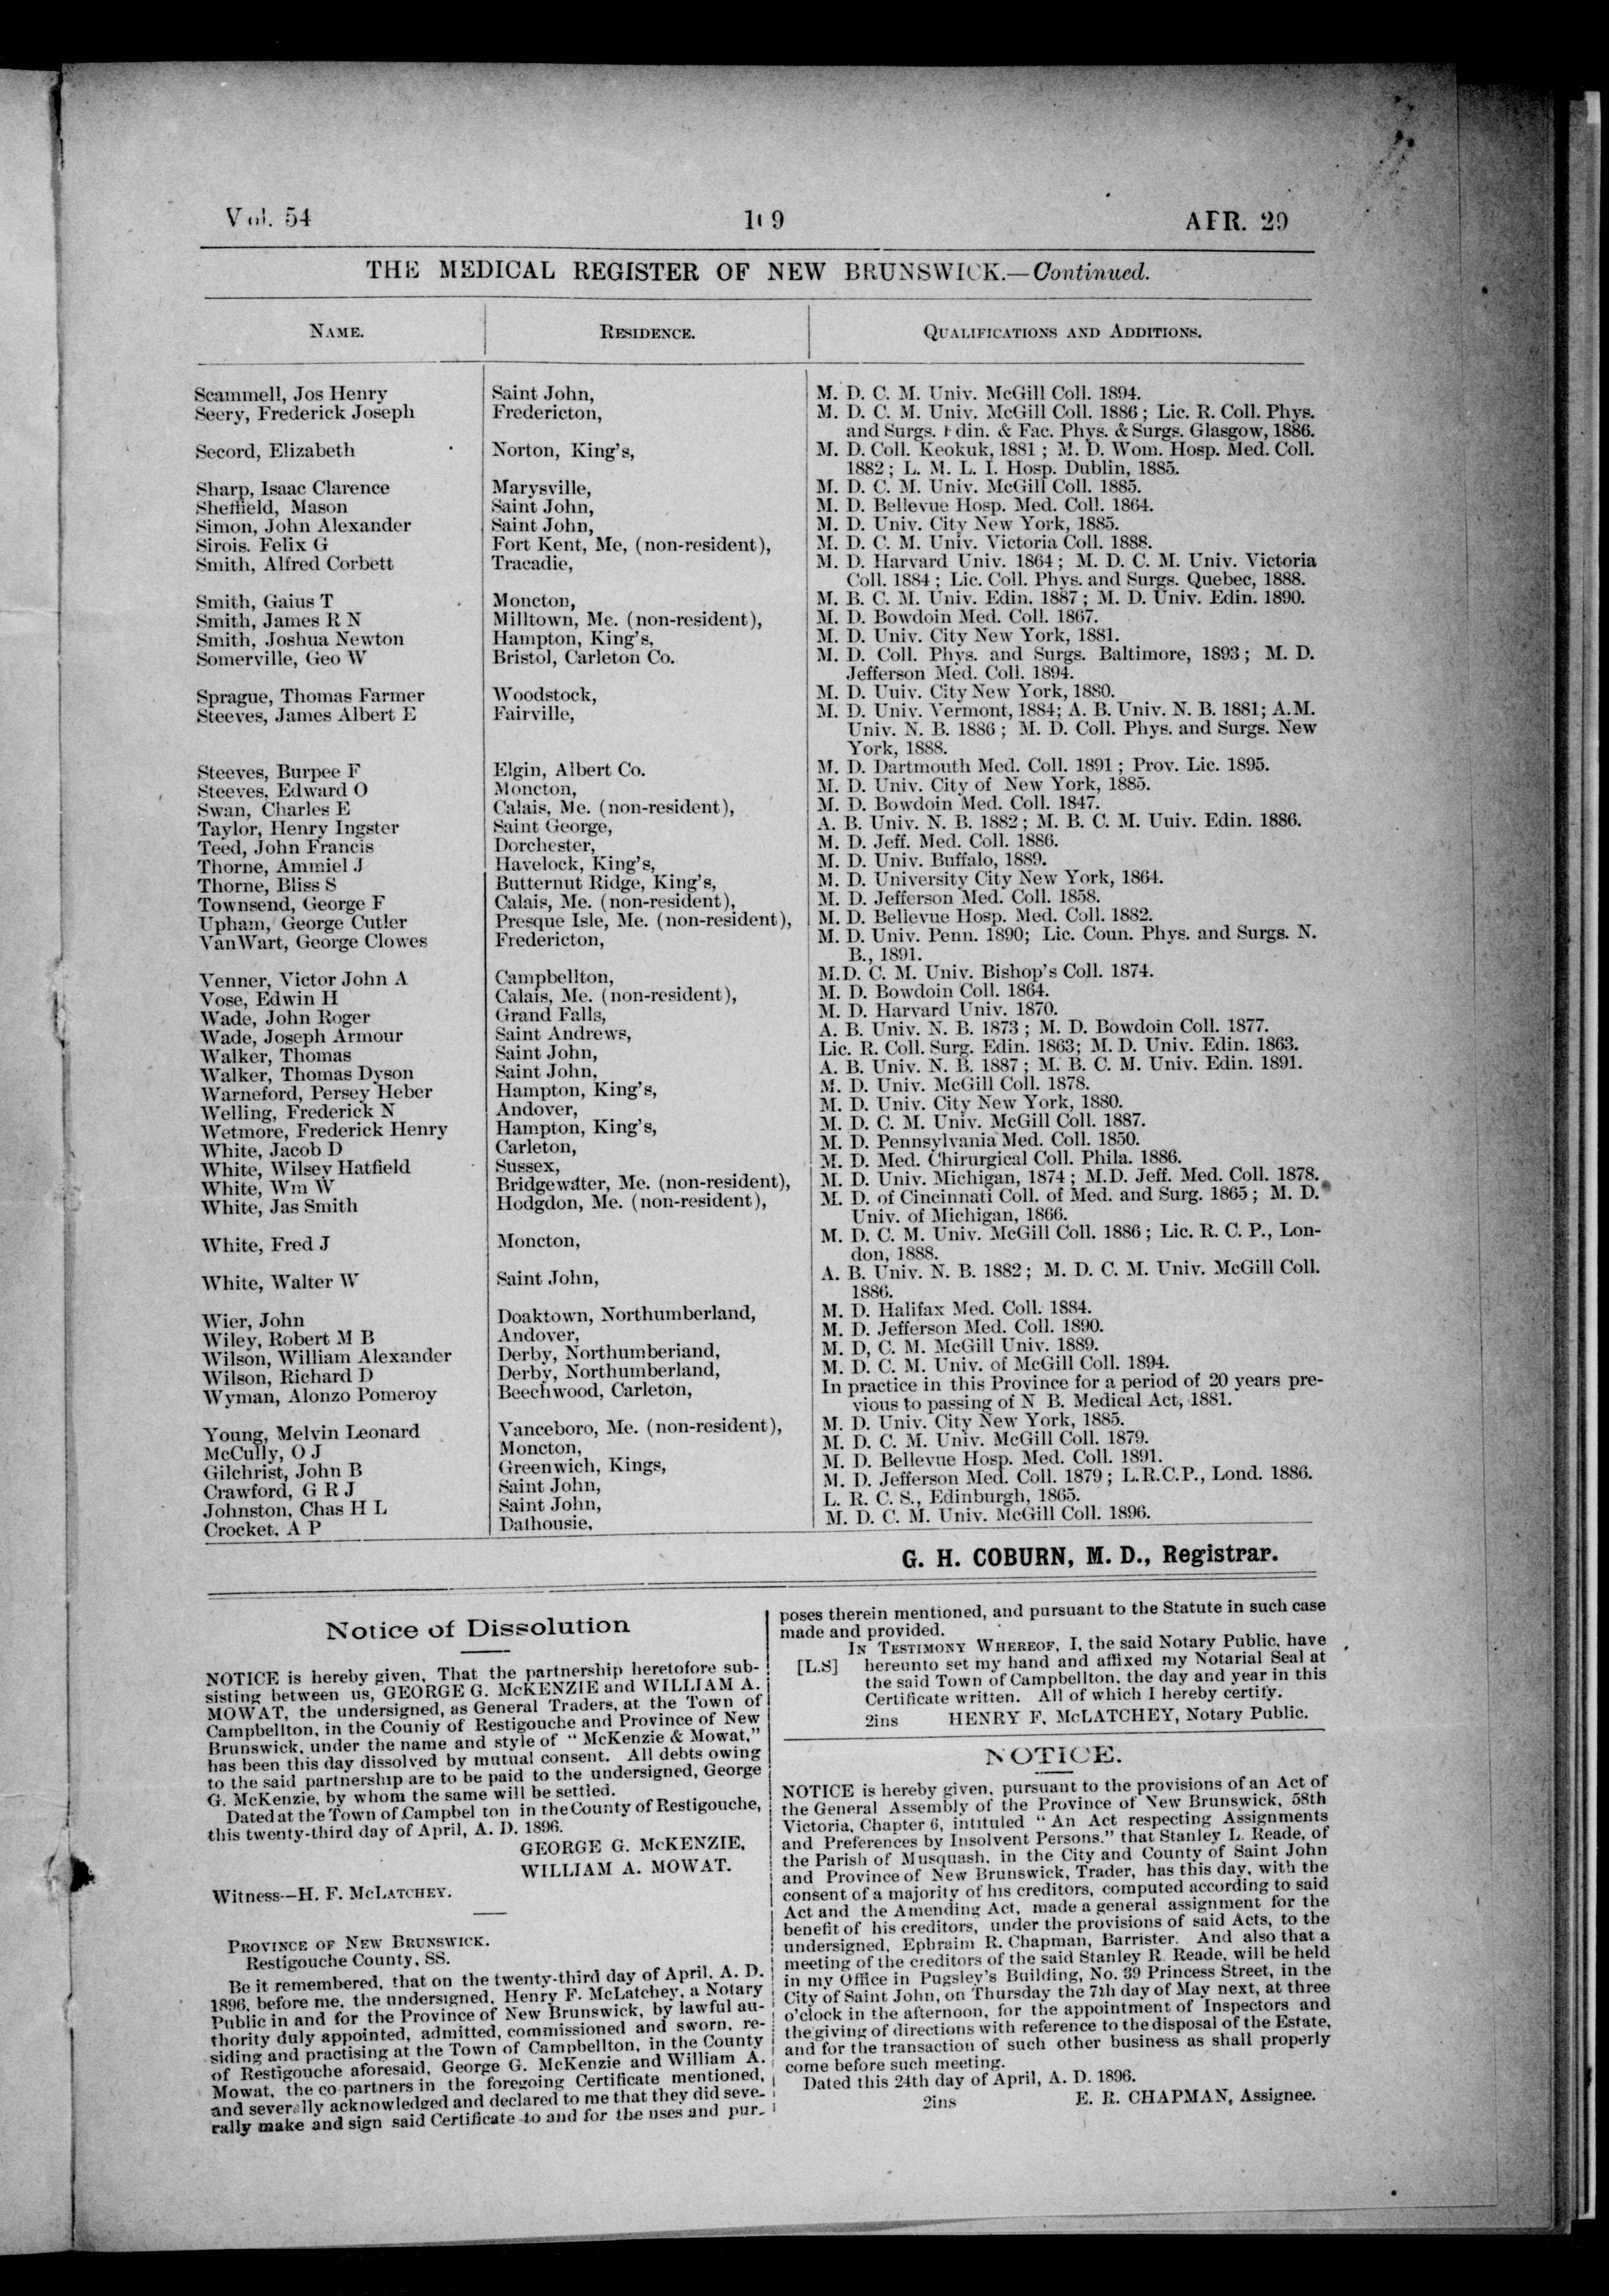 Vol. 54 109 APR. 29
THE MEDICAL REGISTER OF NEW BRUNSWICK.—Continued.
NAME. RESIDENCE. QUALIFICATIONS AND ADDITIONS.
Scammell, Jos Henry Saint John, M. D. C. M. Univ. McGill Coll. 1894.
Seery, Frederick Joseph Fredericton, M. D. C. M. Univ. McGill Coll. 1886; Lic. R. Coll. Phys.
and Surgs. Edin. & Fac. Phys. & Surgs. Glasgow, 1886.
Secord, Elizabeth Norton, King's, M. D. Coll. Keokuk, 1881; M. D. Wom. Hosp. Med. Coll.
1882; L. M. L. I. Hosp. Dublin, 1885.
Sharp, Isaac Clarence Marysville, M. D. C. M. Univ. McGill Coll. 1885.
Sheffield, Mason Saint John, M. D. Bellevue Hosp. Med. Coll. 1864.
Simon, John Alexander Saint John, M. D. Univ. City New York, 1885.
Sirois. Felix G Fort Kent, Me, (non-resident), M. D. C. M. Univ. Victoria Coll. 1888.
Smith, Alfred Corbett Tracadie, M. D. Harvard Univ. 1864; M. D. C. M. Univ. Victoria
Coll. 1884; Lic. Coll. Phys. and Surgs. Quebec, 1888.
Smith, Gaius T Moncton, M. B. C. M. Univ. Edin. 1887; M. D. Univ. Edin. 1890.
Smith, James R N Milltown, Me. (non-resident), M. D. Bowdoin Med. Coll. 1867.
Smith, Joshua Newton Hampton, King's, M. D. Univ. City New York, 1881.
Somerville, Geo W Bristol, Carleton Co. M. D. Coll. Phys. and Surgs. Baltimore, 1893; M. D.
Jefferson Med. Coll. 1894.
Sprague, Thomas Farmer Woodstock, M. D. Uuiv. City New York, 1880.
Steeves, James Albert E Fairville, M. D. Univ. Vermont, 1884; A. B. Univ. N. B. 1881; A.M.
Univ. N. B. 1886; M. D. Coll. Phys. and Surgs. New
York, 1888.
Steeves, Burpee F Elgin, Albert Co. M. D. Dartmouth Med. Coll. 1891; Prov. Lic. 1895.
Steeves, Edward O Moncton, M. D. Univ. City of New York, 1885.
Swan, Charles E Calais, Me. (non-resident), M. D. Bowdoin Med. Coll. 1847.
Taylor, Henry Ingster Saint George, A. B. Univ. N. B. 1882; M. B. C. M. Uuiv. Edin. 1886.
Teed, John Francis Dorchester, M. D. Jeff. Med. Coll. 1886.
Thorne, Ammiel J Havelock, King's, M. D. Univ. Buffalo, 1889.
Thorne, Bliss S Butternut Ridge, King's, M. D. University City New York, 1864.
Townsend, George F Calais, Me. (non-resident), M. D. Jefferson Med. Coll. 1858.
Upham, George Cutler Presque Isle, Me. (non-resident), M. D. Bellevue Hosp. Med. Coll. 1882.
VanWart, George Clowes Fredericton, M. D. Univ. Penn. 1890; Lic. Coun. Phys. and Surgs. N.
B., 1891.
Venner, Victor John A Campbellton, M.D. C. M. Univ. Bishop's Coll. 1874.
Vose, Edwin H Calais, Me. (non-resident), M. D. Bowdoin Coll. 1864.
Wade, John Roger Grand Falls, M. D. Harvard Univ. 1870.
Wade, Joseph Armour Saint Andrews, A. B. Univ. N. B. 1873; M. D. Bowdoin Coll. 1877.
Walker, Thomas Saint John, Lic. R. Coll. Surg. Edin. 1863; M. D. Univ. Edin. 1863.
Walker, Thomas Dyson Saint John, A. B. Univ. N. B. 1887; M. B. C. M. Univ. Edin. 1891.
Warneford, Persey Heber Hampton, King's, M. D. Univ. McGill Coll. 1878.
Welling, Frederick N Andover, M. D. Univ. City New York, 1880.
Wetmore, Frederick Henry Hampton, King's, M. D. C. M. Univ. McGill Coll. 1887.
White, Jacob D Carleton, M. D. Pennsylvania Med. Coll. 1850.
White, Wilsey Hatfield Sussex, M. D. Med. Chirurgical Coll. Phila. 1886.
White, Wm W Bridgewater, Me. (non-resident), M. D. Univ. Michigan, 1874; M.D. Jeff. Med. Coll. 1878.
White, Jas Smith Hodgdon, Me. (non-resident), M. D. of Cincinnati Coll. of Med. and Surg. 1865; M. D.
Univ. of Michigan, 1866.
White, Fred J Moncton, M. D. C. M. Univ. McGill Coll. 1886; Lic. R. C. P., Lon-
don, 1888.
White, Walter W Saint John, A. B. Univ. N. B. 1882; M. D. C. M. Univ. McGill Coll.
1886.
Wier, John Doaktown, Northumberland, M. D. Halifax Med. Coll. 1884.
Wiley, Robert M B Andover, M. D. Jefferson Med. Coll. 1890.
Wilson, William Alexander Derby, Northumberiand, M. D, C. M. McGill Univ. 1889.
Wilson, Richard D Derby, Northumberland, M. D. C. M. Univ. of McGill Coll. 1894.
Wyman, Alonzo Pomeroy Beechwood, Carleton, In practice in this Province for a period of 20 years pre-
vious to passing of N B. Medical Act, 1881.
Young, Melvin Leonard Vanceboro, Me. (non-resident), M. D. Univ. City New York, 1885.
McCully, O J Moncton, M. D. C. M. Univ. McGill Coll. 1879.
Gilchrist, John B Greenwich, Kings, M. D. Bellevue Hosp. Med. Coll. 1891.
Crawford, G R J Saint John, M. D. Jefferson Med. Coll. 1879; L.R.C.P., Lond. 1886.
Johnston, Chas H L Saint John, L. R. C. S., Edinburgh, 1865.
Crocket, A P Dalhousie, M. D. C. M. Univ. McGill Coll. 1896.
G. H. COBURN, M. D., Registrar.
Notice of Dissolution
NOTICE is hereby given, That the partnership heretofore sub-
sisting between us, GEORGE G. McKENZIE and WILLIAM A.
MOWAT, the undersigned, as General Traders, at the Town of
Campbellton, in the Couniy of Restigouche and Province of New
Brunswick, under the name and style of "McKenzie & Mowat,"
has been this day dissolved by mutual consent. All debts owing
to the said partnership are to be paid to the undersigned, George
G. McKenzie, by whom the same will be settled.
Dated at the Town of Campbel ton in the County of Restigouche,
this twenty-third day of April, A. D. 1896.
GEORGE G. McKENZIE,
WILLIAM A. MOWAT.
Witness—H. F. McLATCHEY.
PROVINCE OF NEW BRUNSWICK.
Restigouche County, SS.
Be it remembered, that on the twenty-third day of April, A. D.
1896, before me, the undersigned, Henry F. McLatchey, a Notary
Public in and for the Province of New Brunswick, by lawful au-
thority duly appointed, admitted, commissioned and sworn, re-
siding and practising at the Town of Campbellton, in the County
of Restigouche aforesaid, George G. McKenzie and William A.
Mowat, the co-partners in the foregoing Certificate mentioned,
and severally acknowledged and declared to me that they did seve-
rally make and sign said Certificate to and for the uses and pur-
poses therein mentioned, and pursuant to the Statute in such case
made and provided.
IN TESTIMONY WHEREOF, I, the said Notary Public, have
[L.S] hereunto set my hand and affixed my Notarial Seal at
the said Town of Campbellton, the day and year in this
Certificate written. All of which I hereby certify.
2ins HENRY F. McLATCHEY, Notary Public.
NOTICE.
NOTICE is hereby given, pursuant to the provisions of an Act of
the General Assembly of the Province of New Brunswick, 58th
Victoria, Chapter 6, intituled "An Act respecting Assignments
and Preferences by Insolvent Persons." that Stanley L. Reade, of
the Parish of Musquash, in the City and County of Saint John
and Province of New Brunswick, Trader, has this day, with the
consent of a majority of his creditors, computed according to said
Act and the Amending Act, made a general assignment for the
benefit of his creditors, under the provisions of said Acts, to the
undersigned, Ephraim R. Chapman, Barrister. And also that a
meeting of the creditors of the said Stanley R. Reade, will be held
in my Office in Pugsley's Building, No. 39 Princess Street, in the
City of Saint John, on Thursday the 7th day of May next, at three
o'clock in the afternoon, for the appointment of Inspectors and
the giving of directions with reference to the disposal of the Estate,
and for the transaction of such other business as shall properly
come before such meeting.
Dated this 24th day of April, A. D. 1896.
2ins E. R. CHAPMAN, Assignee.